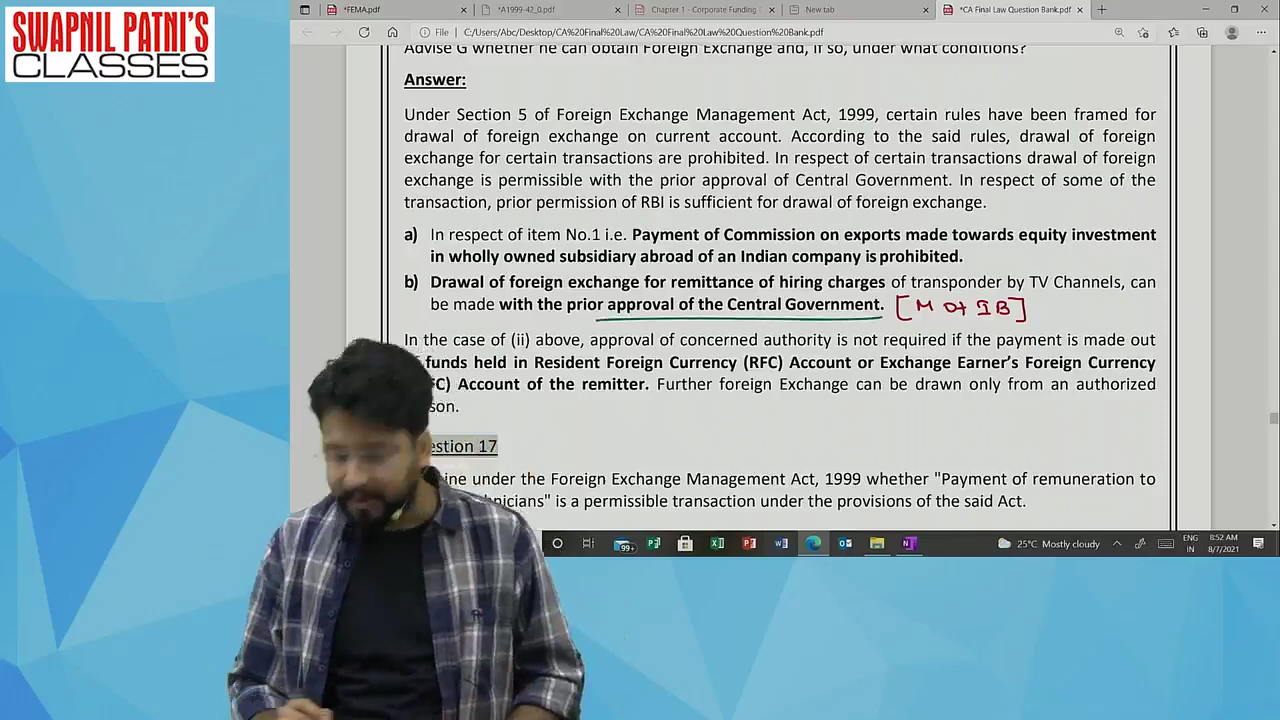 SWAPNIL PATNI'S
CLASSES
*FEMA.pdf
*A1999-42_0.pdf
Chapter 1 - Corporate Funding
New tab
*CA Final Law Question Bank.pdf
File
C:/Users/Abc/Desktop/CA%20Final%20Law/CA%20Final%20Law%20Question%20Bank.pdf
Advise G whether he can obtain Foreign Exchange and, if so, under what conditions?
Answer:
Under Section 5 of Foreign Exchange Management Act, 1999, certain rules have been framed for
drawal of foreign exchange on current account. According to the said rules, drawal of foreign
exchange for certain transactions are prohibited. In respect of certain transactions drawal of foreign
exchange is permissible with the prior approval of Central Government. In respect of some of the
transaction, prior permission of RBI is sufficient for drawal of foreign exchange.
a) In respect of item No.1 i.e. Payment of Commission on exports made towards equity investment
in wholly owned subsidiary abroad of an Indian company is prohibited.
b) Drawal of foreign exchange for remittance of hiring charges of transponder by TV Channels, can
be made with the prior approval of the Central Government. [M of IB]
In the case of (ii) above, approval of concerned authority is not required if the payment is made out
funds held in Resident Foreign Currency (RFC) Account or Exchange Earner's Foreign Currency
FC) Account of the remitter. Further foreign Exchange can be drawn only from an authorized
son.
estion 17
ine under the Foreign Exchange Management Act, 1999 whether "Payment of remuneration to
hnicians" is a permissible transaction under the provisions of the said Act.
99+
25°C Mostly cloudy
ENG
IN
8:52 AM
8/7/2021